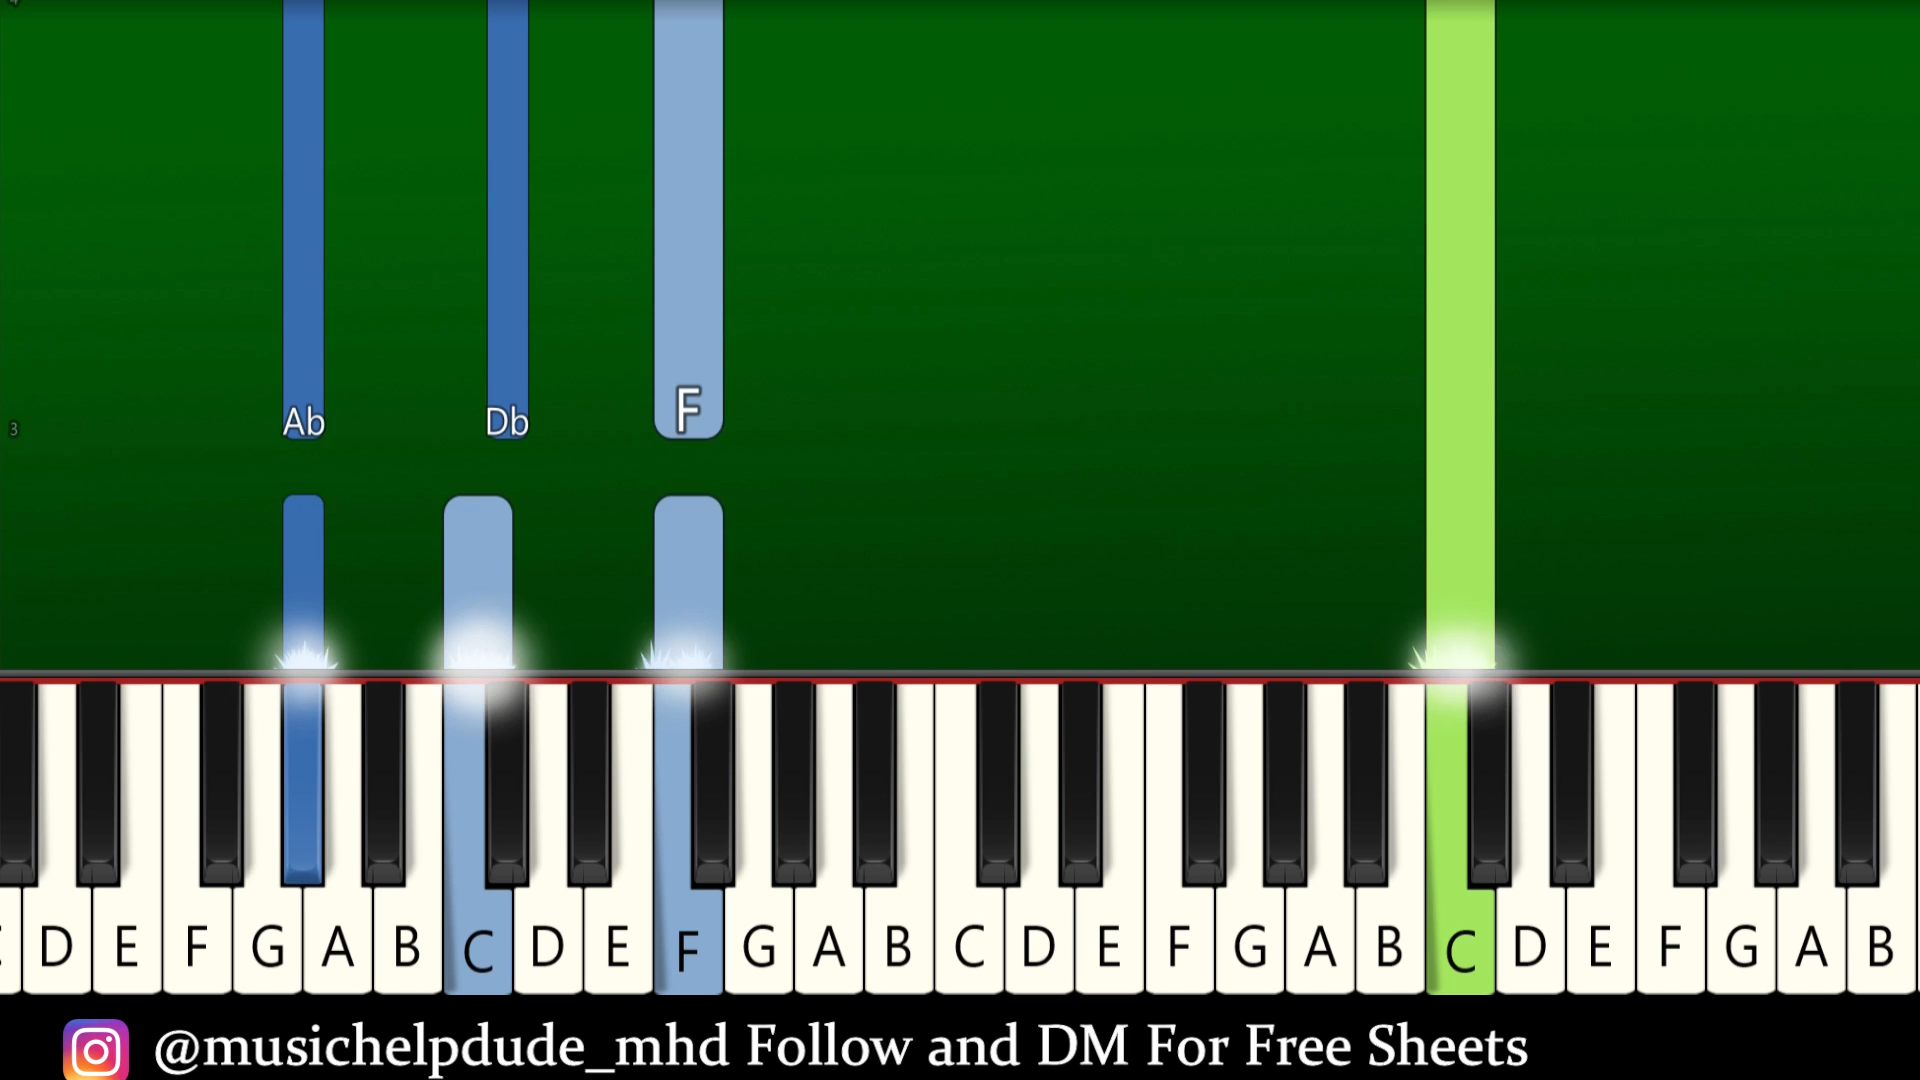 Ab Db F
3
C D E F G A B C D E F G A B C D E F G A B C D E F G A B
@musichelpdude_mhd Follow and DM For Free Sheets